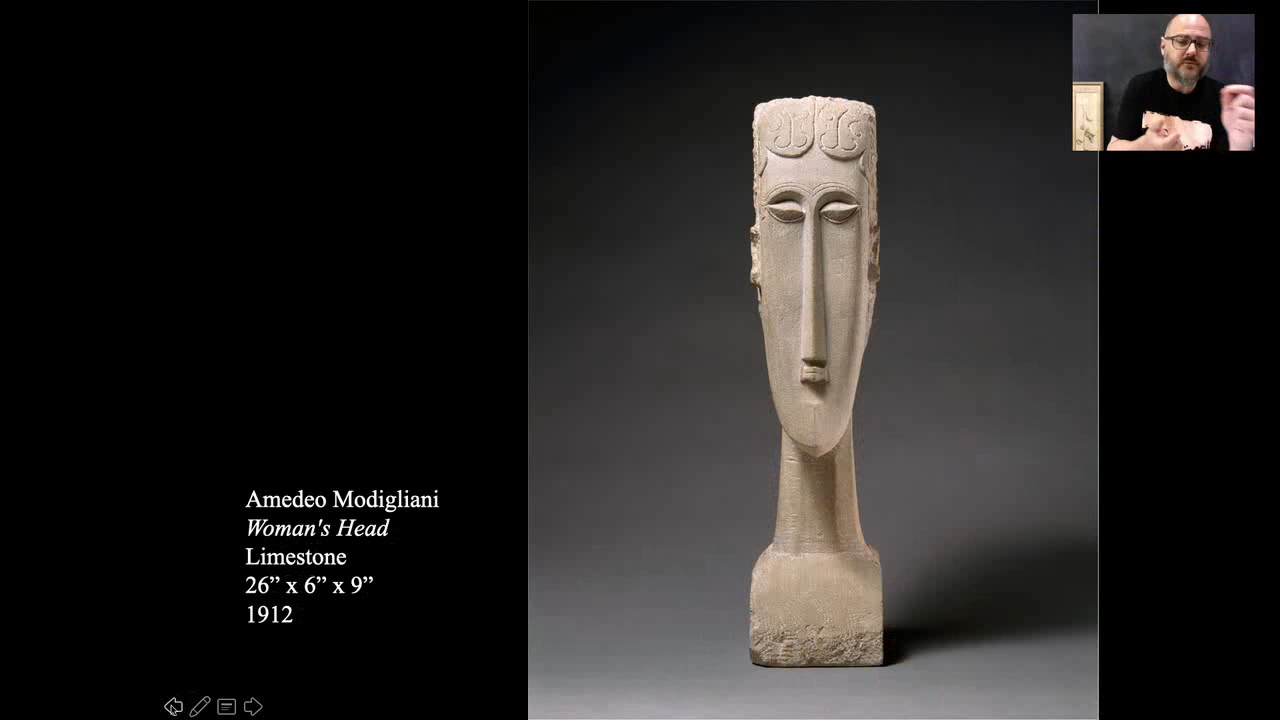 Amedeo Modigliani
Woman's Head
Limestone
26” x 6” x 9”
1912